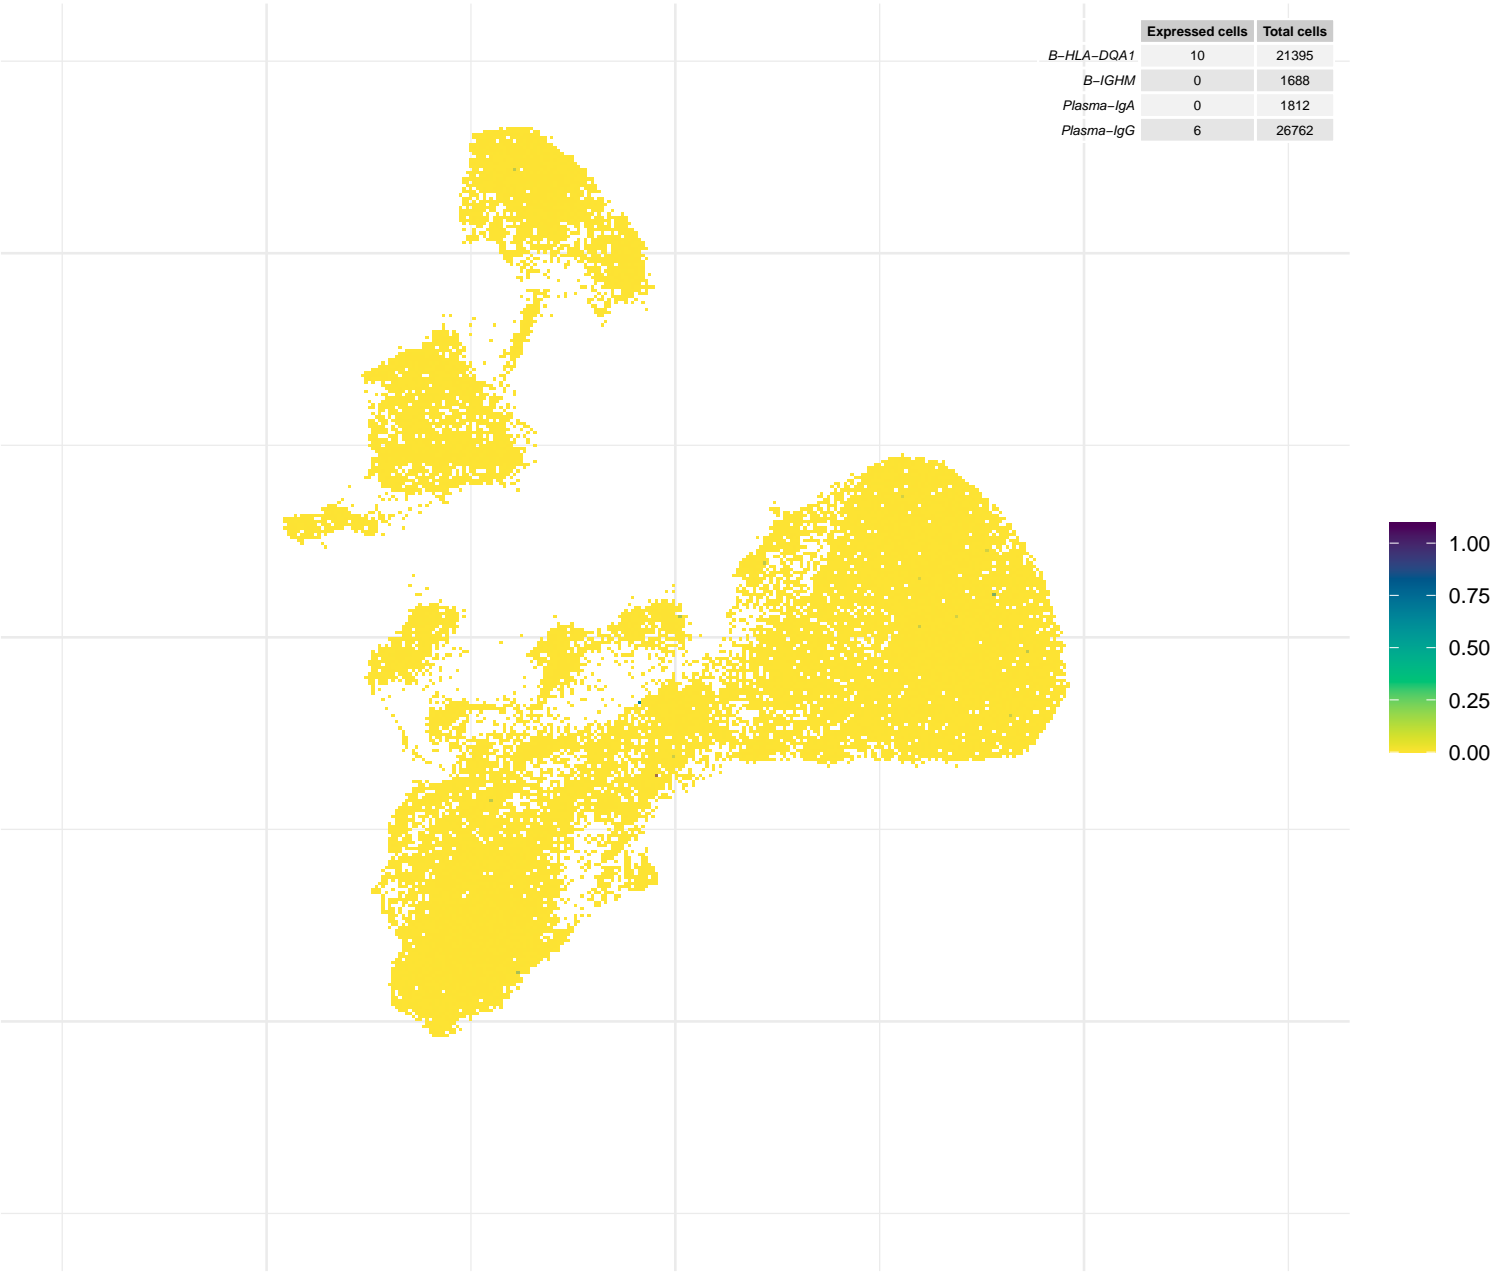 Expressed cells Total cells
B−HLA−DQA1 10 21395
B−IGHM 0 1688
Plasma−IgA 0 1812
Plasma−IgG 6 26762
1.00
0.75
0.50
0.25
0.00